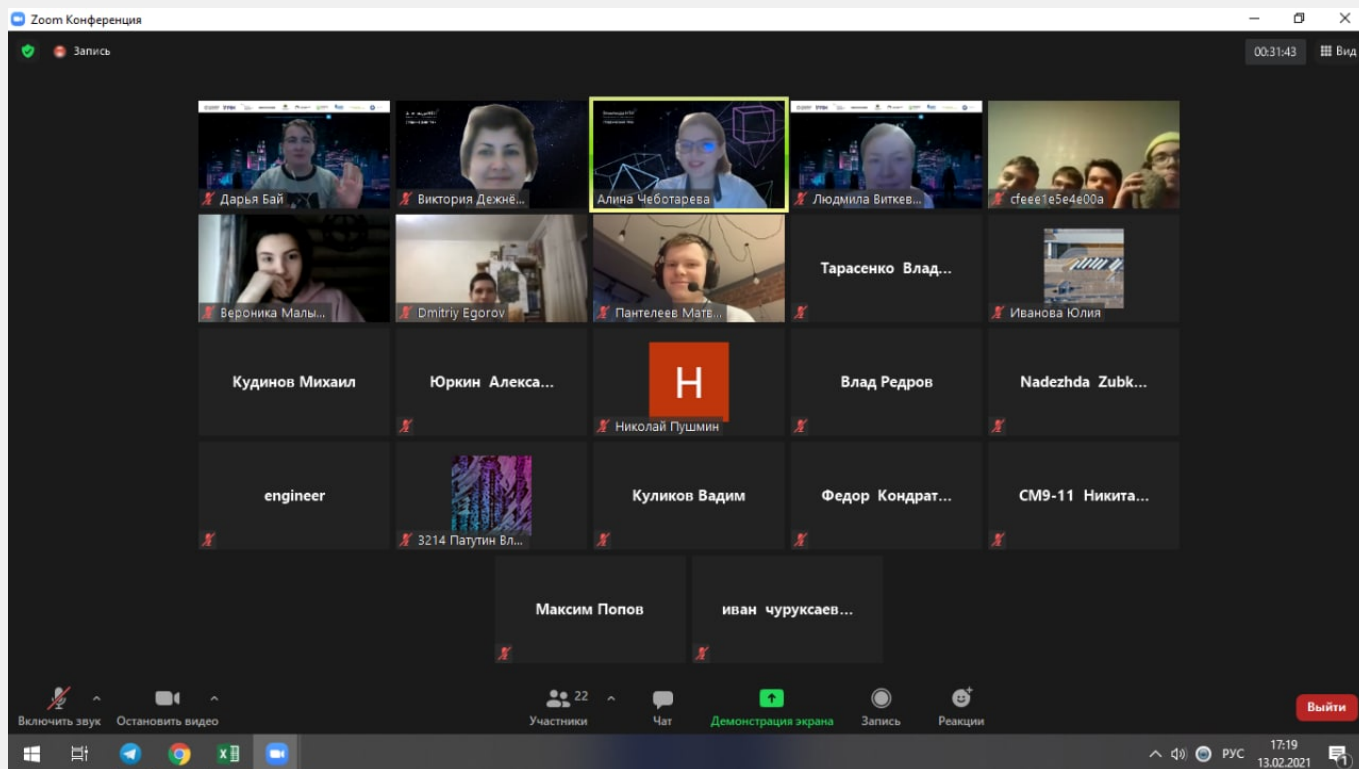 Zoom Конференция
Запись
00:31:43
Вид
Дарья Бай
Виктория Дежнё...
Алина Чеботарева
Людмила Виткев...
cfeee1e5e4e00a
Вероника Малы...
Dmitriy Egorov
Пантелеев Матв...
Тарасенко Влад...
Иванова Юлия
Кудинов Михаил
Юркин Алекса...
Н
Николай Пушмин
Влад Редров
Nadezhda Zubk...
engineer
3214 Патутин Вл...
Куликов Вадим
Федор Кондрат...
СМ9-11 Никита...
Максим Попов
иван чуруксаев...
22
Включить звук
Остановить видео
Участники
Чат
Демонстрация экрана
Запись
Реакции
Выйти
РУС
17:19
13.02.2021
1